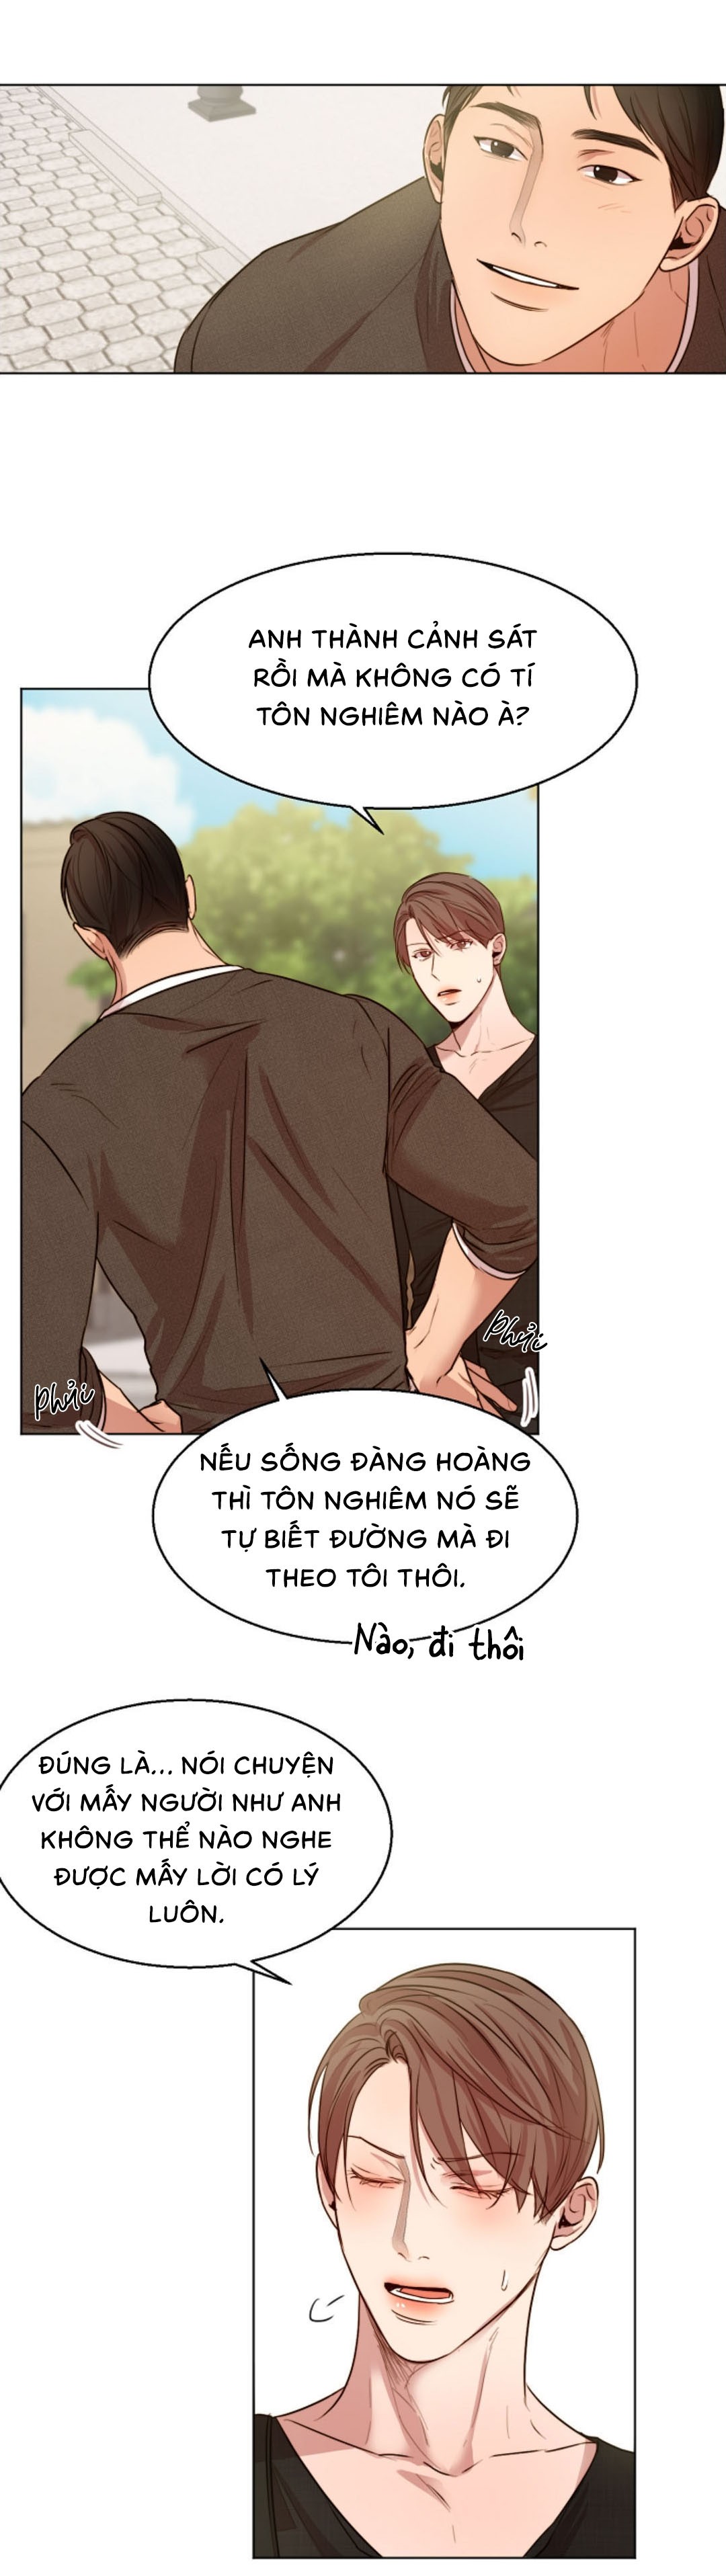 ANH THÀNH CẢNH SÁT
RỒI MÀ KHÔNG CÓ TÍ
TÔN NGHIÊM NÀO À?
Phủi
Phủi
NẾU SỐNG ĐÀNG HOÀNG
THÌ TÔN NGHIÊM NÓ SẼ
TỰ BIẾT ĐƯỜNG MÀ ĐI
THEO TÔI THÔI.
Nào, đi thôi
ĐÚNG LÀ... NÓI CHUYỆN
VỚI MẤY NGƯỜI NHƯ ANH
KHÔNG THỂ NÀO NGHE
ĐƯỢC MẤY LỜI CÓ LÝ
LUÔN.